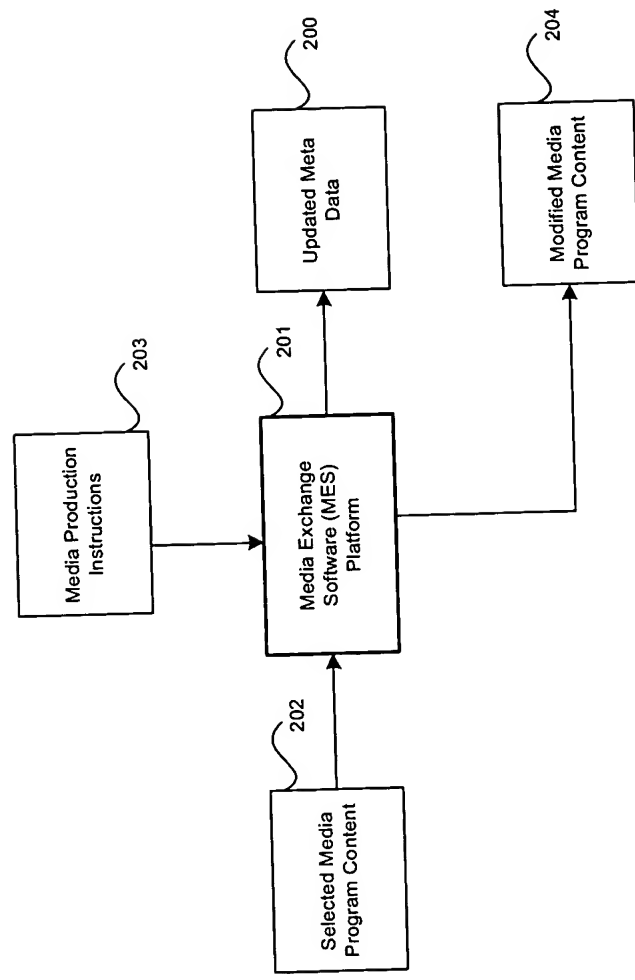 203
Media Production
Instructions
202
Selected Media
Program Content
201
Media Exchange
Software (MES)
Platform
200
Updated Meta
Data
204
Modified Media
Program Content